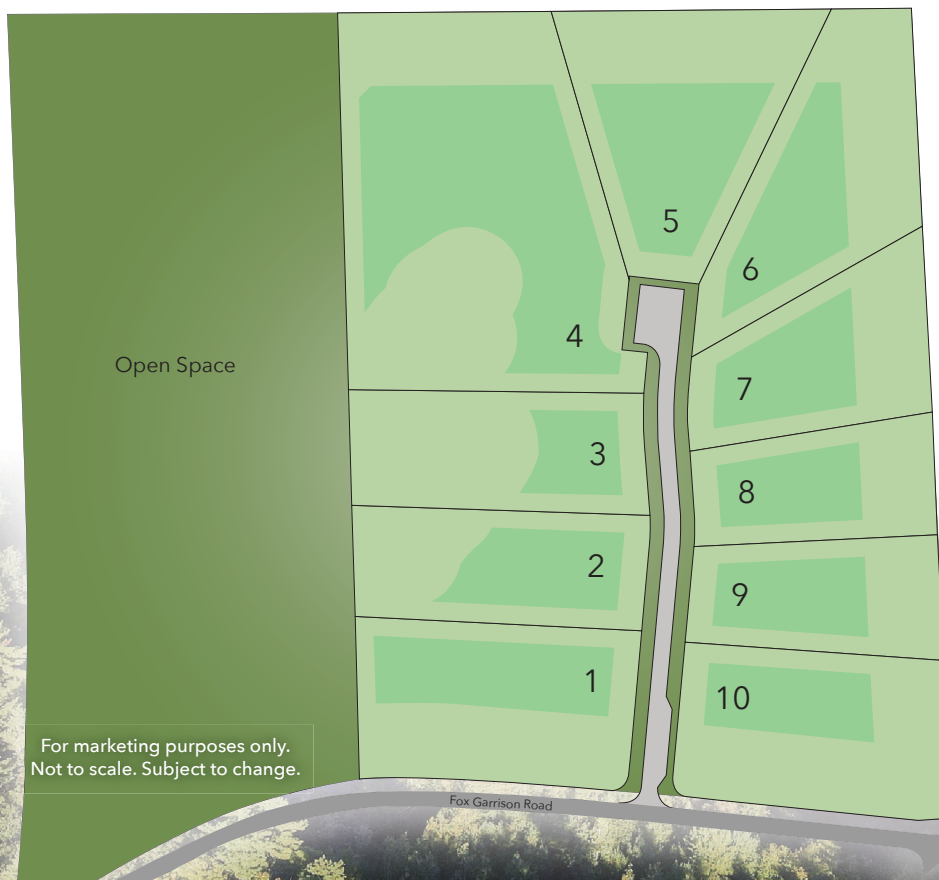 5
6
4
Open Space
7
3
8
2
9
1
10
For marketing purposes only.
Not to scale. Subject to change.
Fox Garrison Road